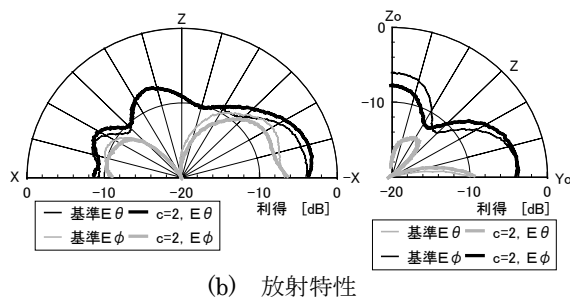 Z
X 0 -10 -20 -10 0 -X
利得 [dB]
基準Eθ c=2, Eθ
基準Eφ c=2, Eφ
Zo
0
Z
-10
-20 -10 0 Yo
利得 [dB]
基準Eθ c=2, Eθ
基準Eφ c=2, Eφ
(b) 放射特性